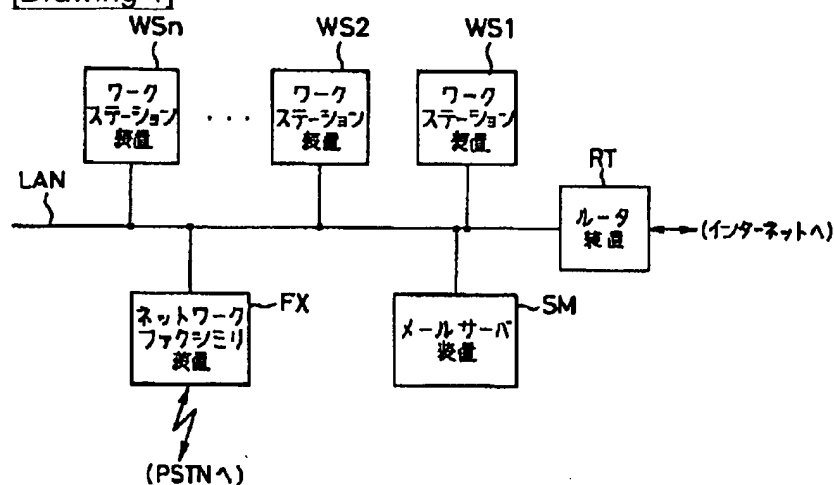 WSn
WS2
WS1
ワーク
ステーション
装置
・・・
ワーク
ステーション
装置
ワーク
ステーション
装置
LAN
RT
ルータ
装置
(インターネットへ)
ネットワーク
ファクシミリ
装置
FX
メールサーバ
装置
SM
(PSTNへ)